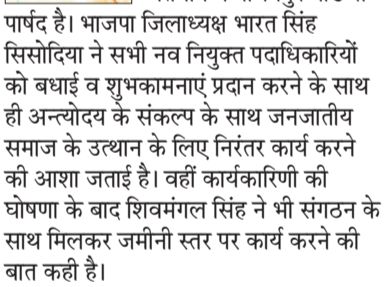 पार्षद है। भाजपा जिलाध्यक्ष भारत सिंह
सिसोदिया ने सभी नव नियुक्त पदाधिकारियों
को बधाई व शुभकामनाएं प्रदान करने के साथ
ही अन्त्योदय के संकल्प के साथ जनजातीय
समाज के उत्थान के लिए निरंतर कार्य करने
की आशा जताई है। वहीं कार्यकारिणी की
घोषणा के बाद शिवमंगल सिंह ने भी संगठन के
साथ मिलकर जमीनी स्तर पर कार्य करने की
बात कही है।